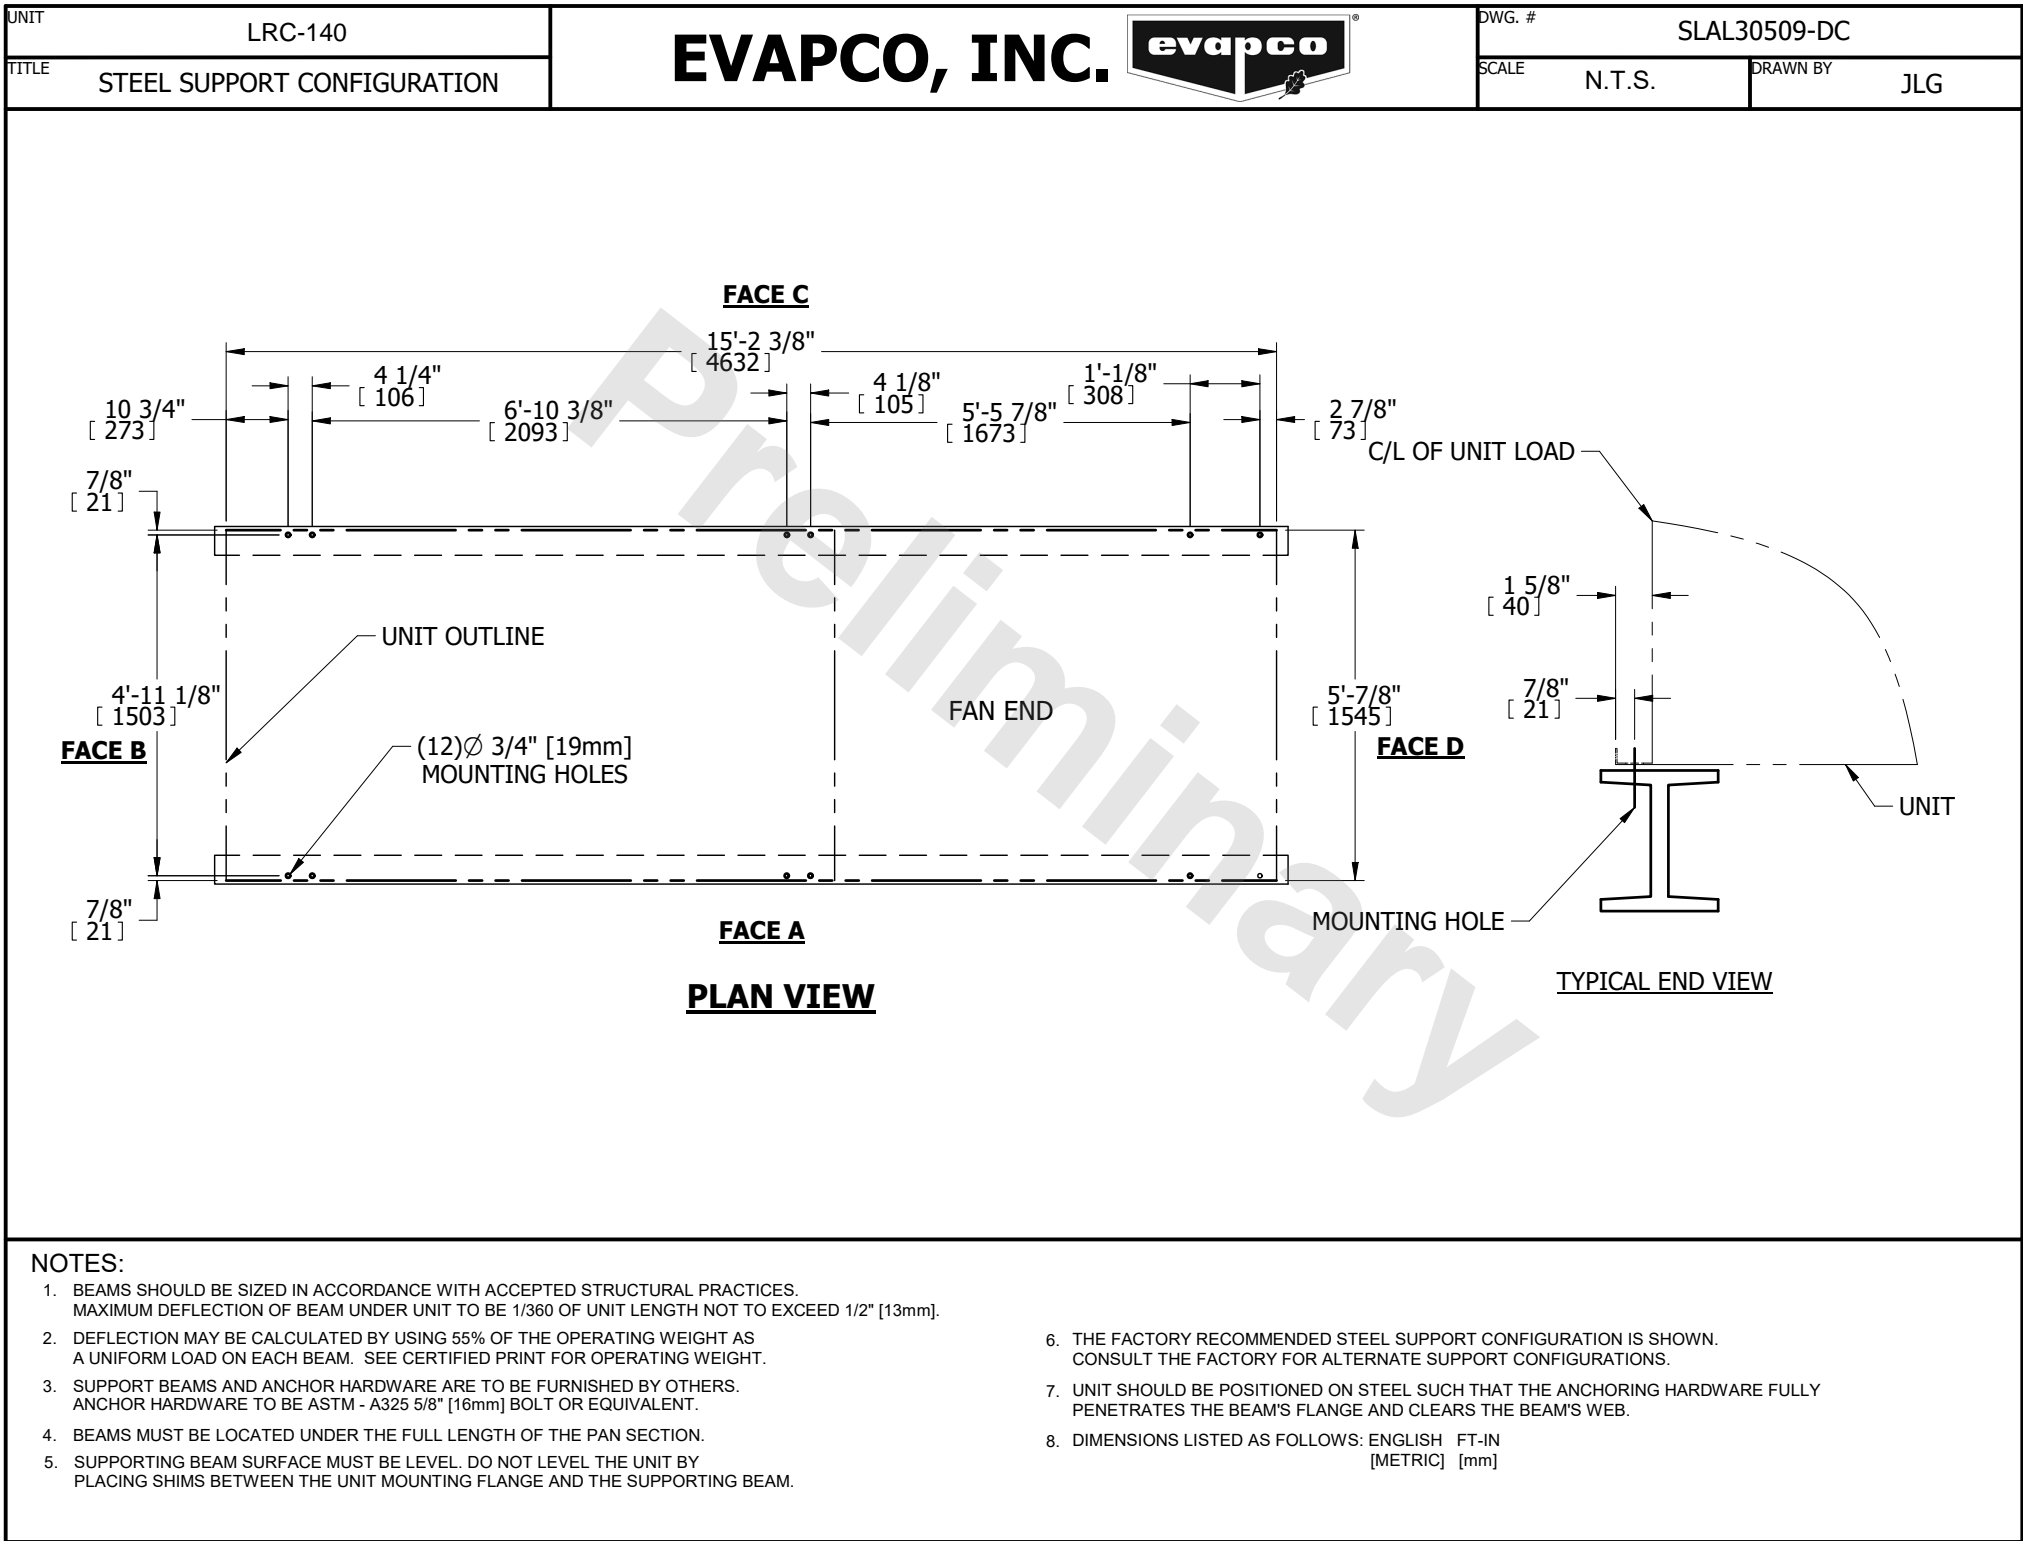 UNIT
LRC-140
TITLE
STEEL SUPPORT CONFIGURATION
EVAPCO, INC.
evapco
®
DWG. #
SLAL30509-DC
SCALE
N.T.S.
DRAWN BY
JLG
FACE C
15'-2 3/8"
[ 4632 ]
4 1/4"
[ 106 ]
4 1/8"
[ 105 ]
1'-1/8"
[ 308 ]
10 3/4"
[ 273 ]
6'-10 3/8"
[ 2093 ]
5'-5 7/8"
[ 1673 ]
2 7/8"
[ 73 ]
C/L OF UNIT LOAD
7/8"
[ 21 ]
1 5/8"
[ 40 ]
UNIT OUTLINE
4'-11 1/8"
[ 1503 ]
FACE B
FAN END
5'-7/8"
[ 1545 ]
FACE D
7/8"
[ 21 ]
(12)Ø 3/4" [19mm]
MOUNTING HOLES
UNIT
7/8"
[ 21 ]
FACE A
MOUNTING HOLE
PLAN VIEW
TYPICAL END VIEW
Preliminary
NOTES:
1. BEAMS SHOULD BE SIZED IN ACCORDANCE WITH ACCEPTED STRUCTURAL PRACTICES.
MAXIMUM DEFLECTION OF BEAM UNDER UNIT TO BE 1/360 OF UNIT LENGTH NOT TO EXCEED 1/2" [13mm].
2. DEFLECTION MAY BE CALCULATED BY USING 55% OF THE OPERATING WEIGHT AS
A UNIFORM LOAD ON EACH BEAM. SEE CERTIFIED PRINT FOR OPERATING WEIGHT.
3. SUPPORT BEAMS AND ANCHOR HARDWARE ARE TO BE FURNISHED BY OTHERS.
ANCHOR HARDWARE TO BE ASTM - A325 5/8" [16mm] BOLT OR EQUIVALENT.
4. BEAMS MUST BE LOCATED UNDER THE FULL LENGTH OF THE PAN SECTION.
5. SUPPORTING BEAM SURFACE MUST BE LEVEL. DO NOT LEVEL THE UNIT BY
PLACING SHIMS BETWEEN THE UNIT MOUNTING FLANGE AND THE SUPPORTING BEAM.
6. THE FACTORY RECOMMENDED STEEL SUPPORT CONFIGURATION IS SHOWN.
CONSULT THE FACTORY FOR ALTERNATE SUPPORT CONFIGURATIONS.
7. UNIT SHOULD BE POSITIONED ON STEEL SUCH THAT THE ANCHORING HARDWARE FULLY
PENETRATES THE BEAM'S FLANGE AND CLEARS THE BEAM'S WEB.
8. DIMENSIONS LISTED AS FOLLOWS: ENGLISH FT-IN
[METRIC] [mm]